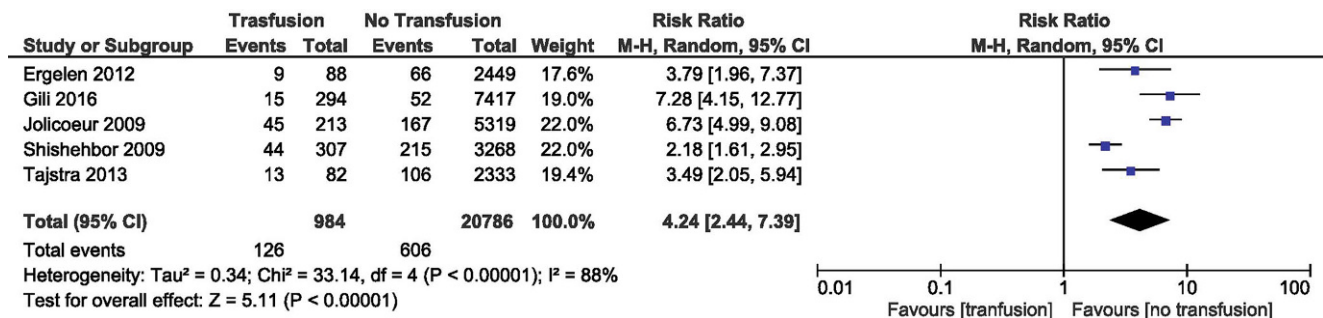 Trasfusion No Transfusion Risk Ratio Risk Ratio
Study or Subgroup Events Total Events Total Weight M-H, Random, 95% CI M-H, Random, 95% CI
Ergelen 2012 9 88 66 2449 17.6% 3.79 [1.96, 7.37]
Gili 2016 15 294 52 7417 19.0% 7.28 [4.15, 12.77]
Jolicoeur 2009 45 213 167 5319 22.0% 6.73 [4.99, 9.08]
Shishehbor 2009 44 307 215 3268 22.0% 2.18 [1.61, 2.95]
Tajstra 2013 13 82 106 2333 19.4% 3.49 [2.05, 5.94]
Total (95% CI) 984 20786 100.0% 4.24 [2.44, 7.39]
Total events 126 606
Heterogeneity: Tau² = 0.34; Chi² = 33.14, df = 4 (P < 0.00001); I² = 88%
Test for overall effect: Z = 5.11 (P < 0.00001)
0.01 0.1 1 10 100
Favours [tranfusion] Favours [no transfusion]